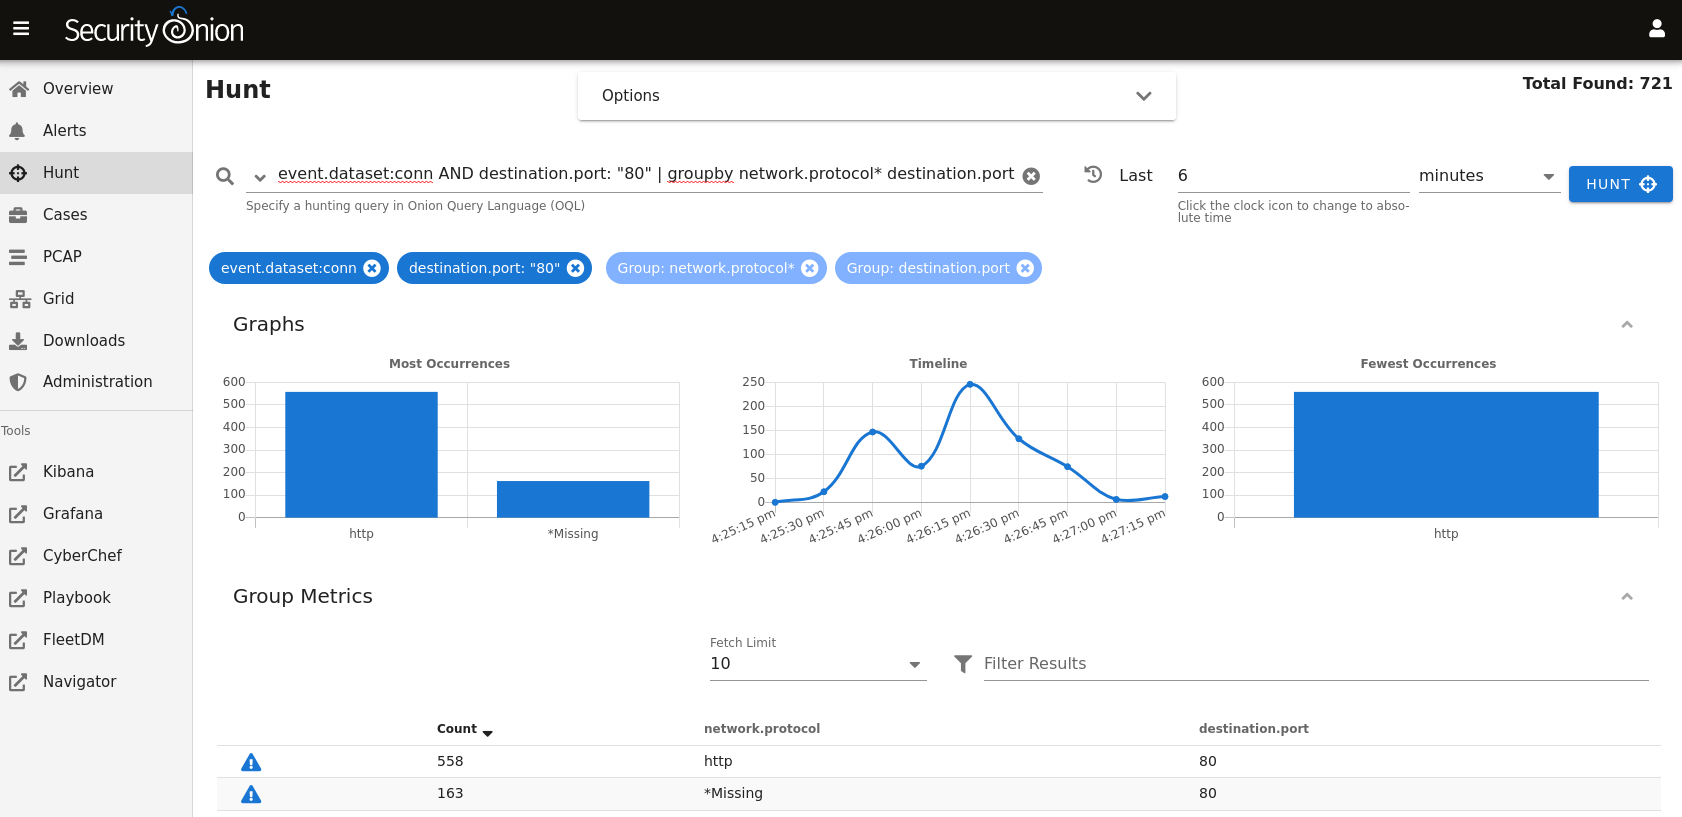 Security Onion
Overview
Alerts
Hunt
Cases
PCAP
Grid
Downloads
Administration
Tools
Kibana
Grafana
CyberChef
Playbook
FleetDM
Navigator
Hunt
Options
Total Found: 721
event.dataset:conn AND destination.port: "80" | groupby network.protocol* destination.port
Specify a hunting query in Onion Query Language (OQL)
Last
6
minutes
HUNT
Click the clock icon to change to abso-
lute time
event.dataset:conn
destination.port: "80"
Group: network.protocol*
Group: destination.port
Graphs
Most Occurrences
600
500
400
300
200
100
0
http
*Missing
Timeline
250
200
150
100
50
0
4:25:15 pm
4:25:30 pm
4:25:45 pm
4:26:00 pm
4:26:15 pm
4:26:30 pm
4:26:45 pm
4:27:00 pm
4:27:15 pm
Fewest Occurrences
600
500
400
300
200
100
0
http
Group Metrics
Fetch Limit
10
Filter Results
Count network.protocol destination.port
558 http 80
163 *Missing 80